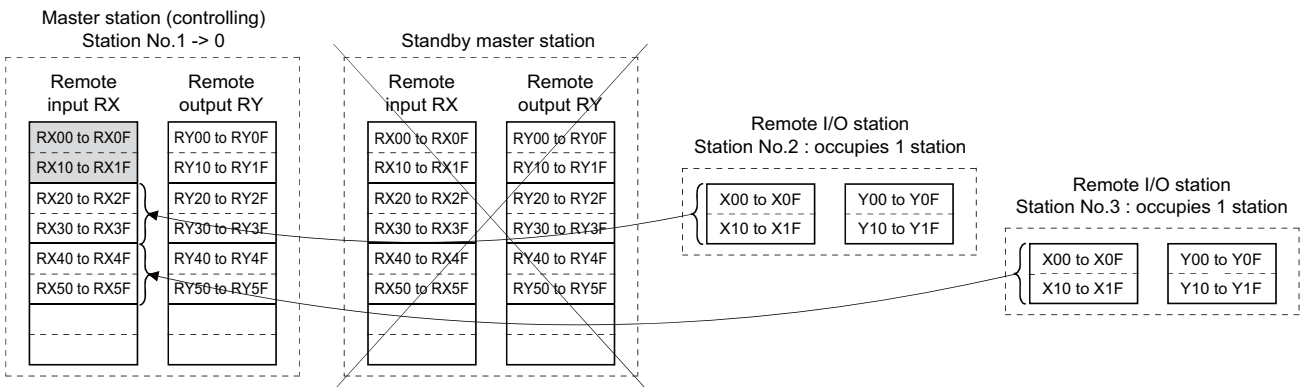 Master station (controlling)
Station No.1 -> 0
Remote
input RX
Remote
output RY
RX00 to RX0F
RX10 to RX1F
RX20 to RX2F
RX30 to RX3F
RX40 to RX4F
RX50 to RX5F
RY00 to RY0F
RY10 to RY1F
RY20 to RY2F
RY30 to RY3F
RY40 to RY4F
RY50 to RY5F
Standby master station
Remote
input RX
Remote
output RY
RX00 to RX0F
RX10 to RX1F
RX20 to RX2F
RX30 to RX3F
RX40 to RX4F
RX50 to RX5F
RY00 to RY0F
RY10 to RY1F
RY20 to RY2F
RY30 to RY3F
RY40 to RY4F
RY50 to RY5F
Remote I/O station
Station No.2 : occupies 1 station
X00 to X0F
X10 to X1F
Y00 to Y0F
Y10 to Y1F
Remote I/O station
Station No.3 : occupies 1 station
X00 to X0F
X10 to X1F
Y00 to Y0F
Y10 to Y1F